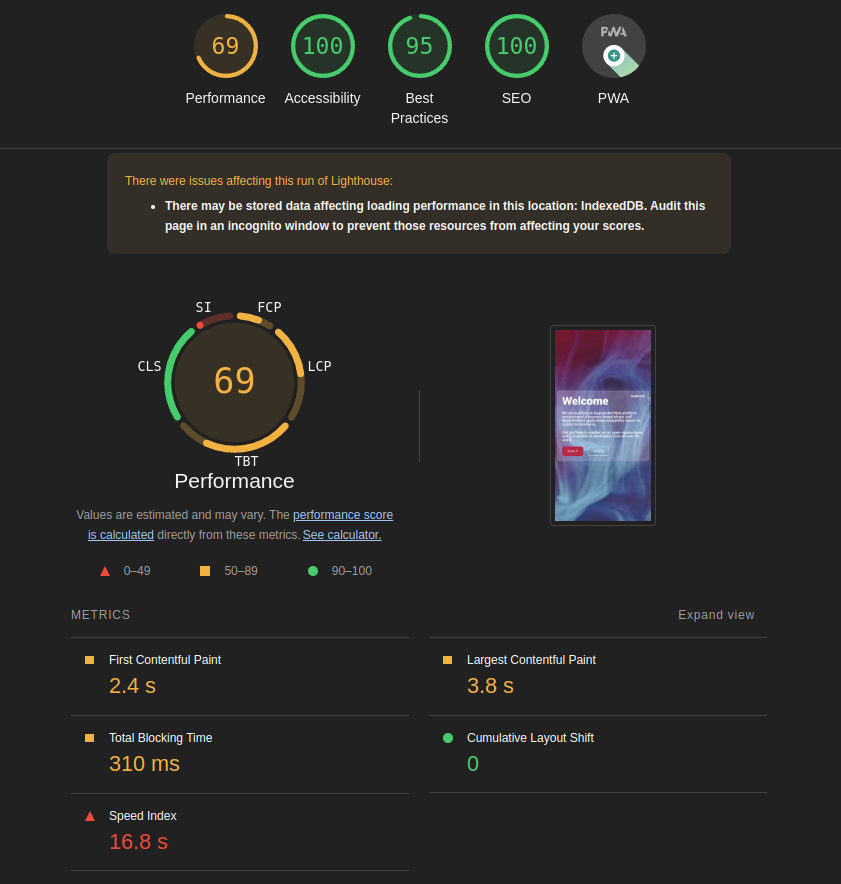 69
100
95
100
PWA
Performance
Accessibility
Best
Practices
SEO
PWA
There were issues affecting this run of Lighthouse:
• There may be stored data affecting loading performance in this location: IndexedDB. Audit this
page in an incognito window to prevent those resources from affecting your scores.
SI
FCP
CLS
LCP
69
TBT
Performance
Values are estimated and may vary. The performance score
is calculated directly from these metrics. See calculator.
0–49
50–89
90–100
Welcome
METRICS
Expand view
First Contentful Paint
2.4 s
Largest Contentful Paint
3.8 s
Total Blocking Time
310 ms
Cumulative Layout Shift
0
Speed Index
16.8 s